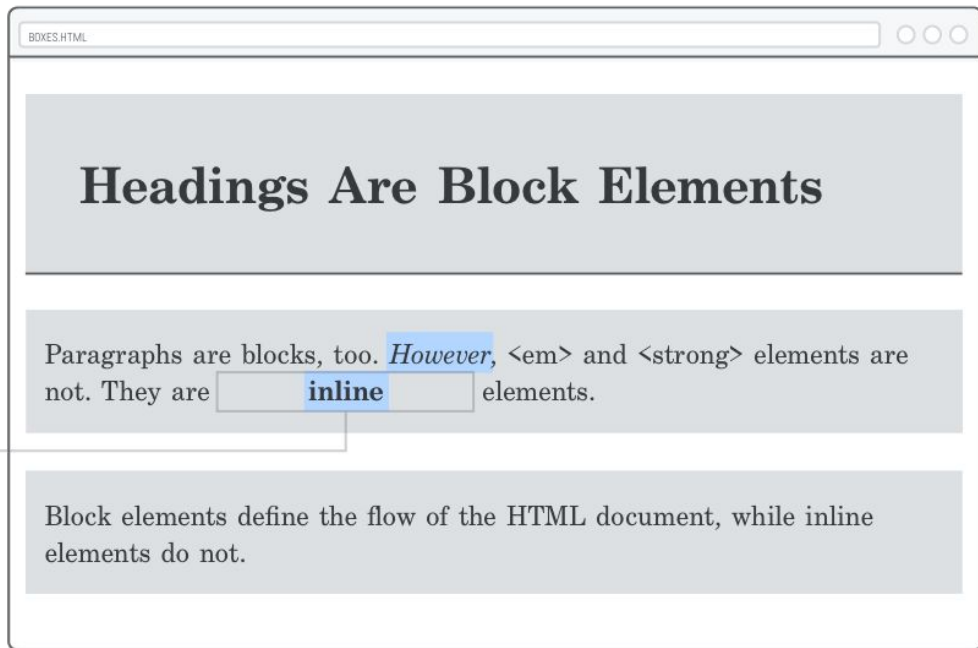 BOXES.HTML
Headings Are Block Elements
Paragraphs are blocks, too. However, <em> and <strong> elements are
not. They are inline elements.
Block elements define the flow of the HTML document, while inline
elements do not.